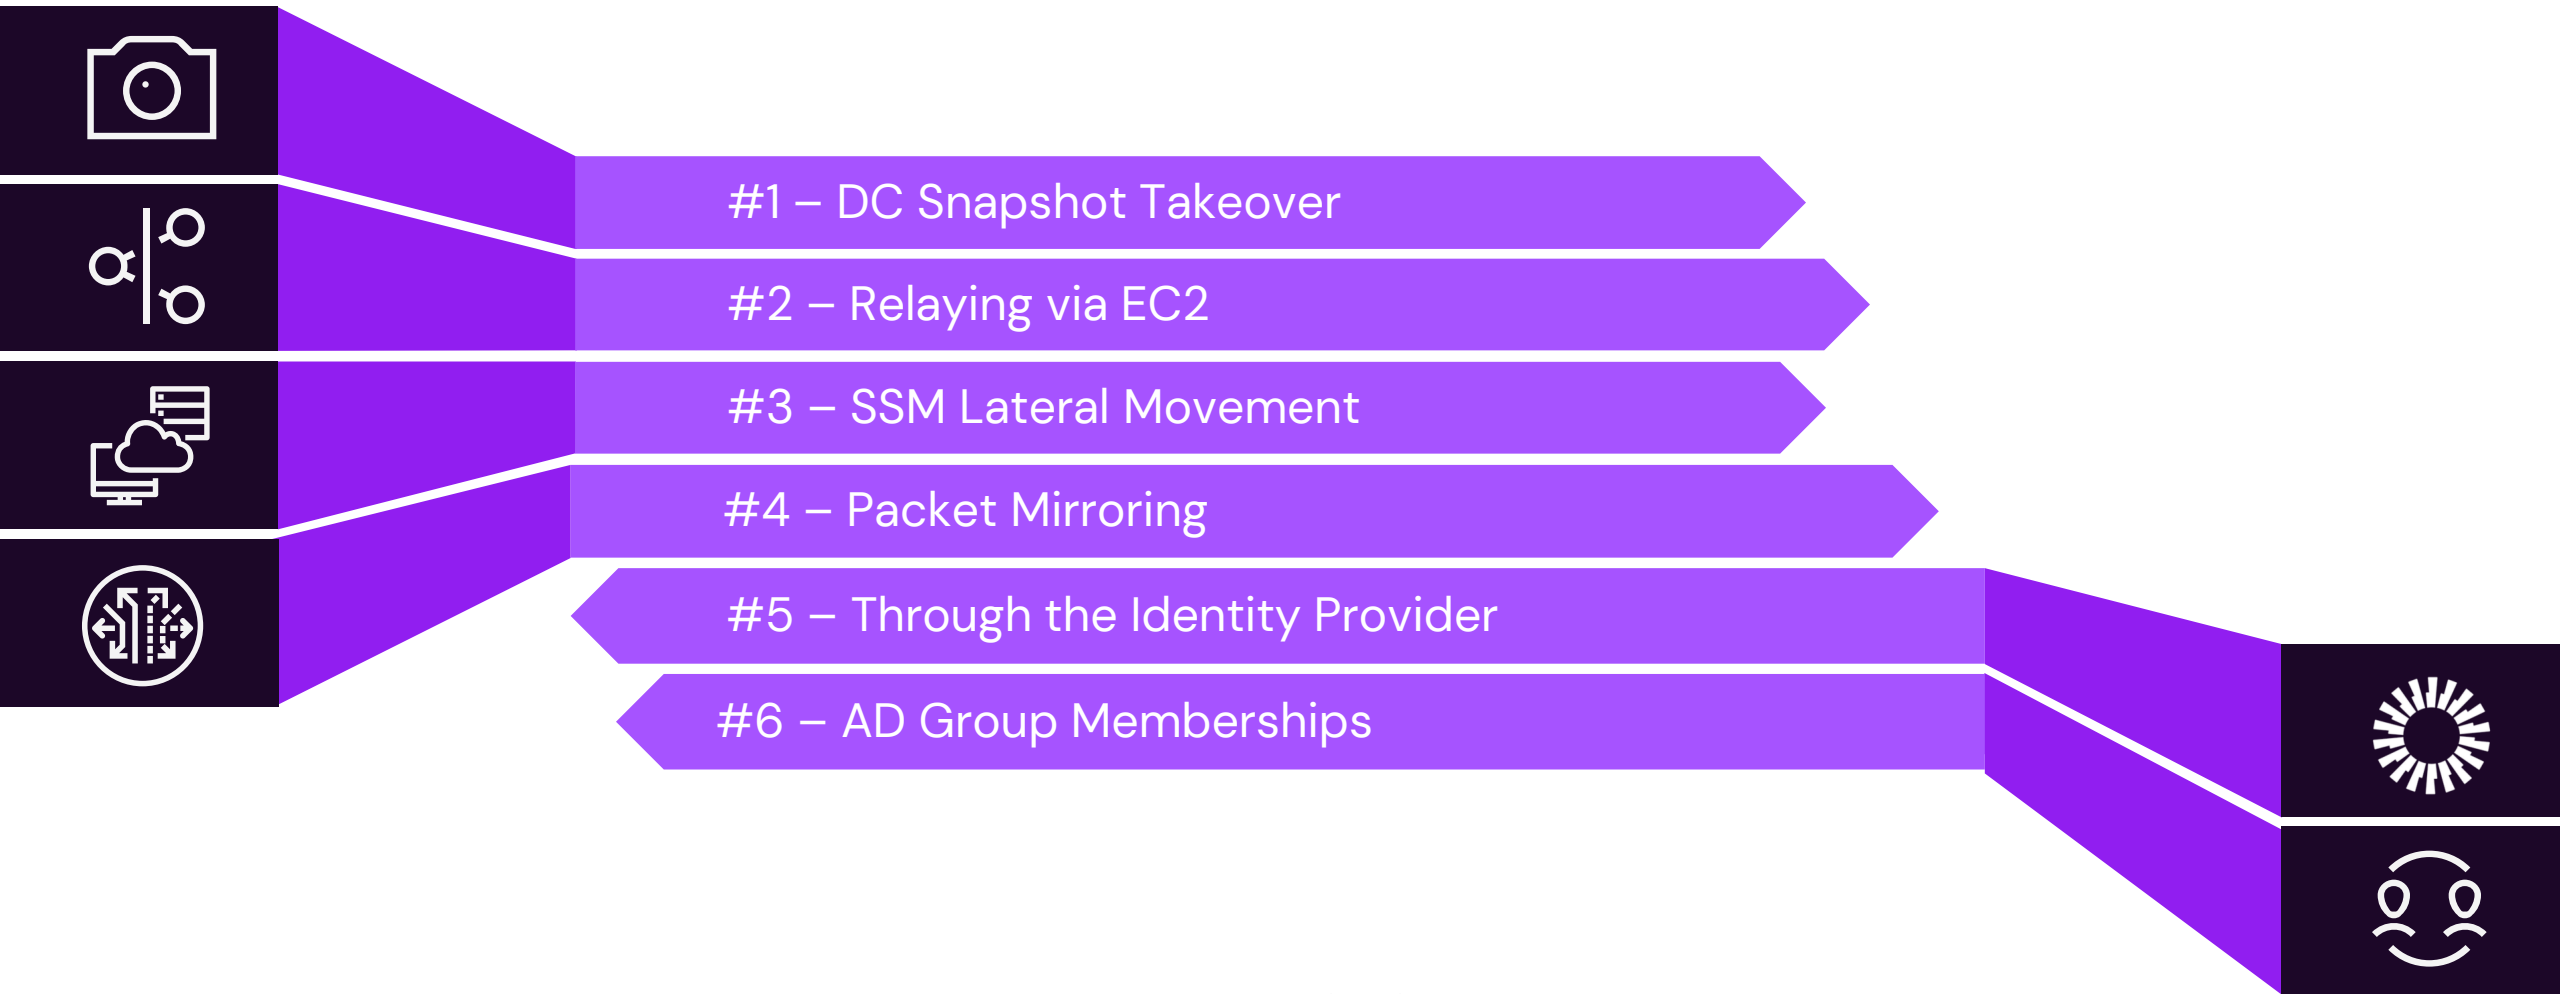 #1 – DC Snapshot Takeover
#2 – Relaying via EC2
#3 – SSM Lateral Movement
#4 – Packet Mirroring
#5 – Through the Identity Provider
#6 – AD Group Memberships